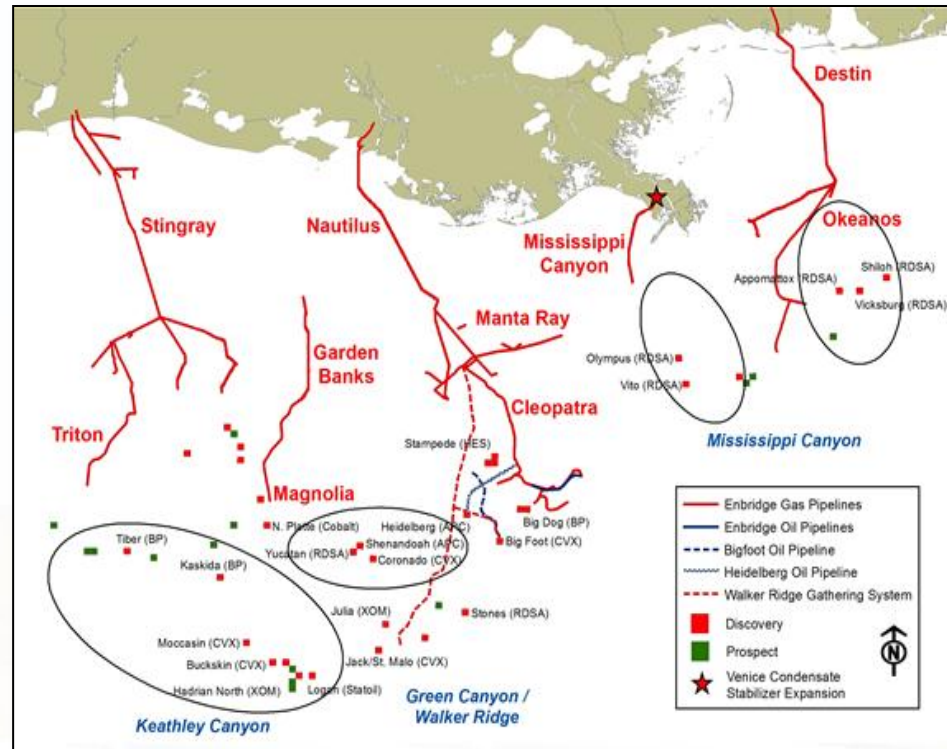 Destin
Stingray
Nautilus
Okeanos
Mississippi
Canyon
Shiloh (RDSA)
Appomattox (RDSA)
Vicksburg (RDSA)
Manta Ray
Garden
Banks
Olympus (RDSA)
Vito (RDSA)
Cleopatra
Triton
Stampede (HES)
Mississippi Canyon
Magnolia
N. Platte (Cobalt)
Heidelberg (APC)
Big Dog (BP)
Big Foot (CVX)
Tiber (BP)
Shenandoah (APC)
Yucatan (RDSA)
Coronado (CVX)
Kaskida (BP)
Julia (XOM)
Stones (RDSA)
Moccasin (CVX)
Jack/St. Malo (CVX)
Buckskin (CVX)
Hadrian North (XOM)
Logan (Statoil)
Green Canyon /
Walker Ridge
Keathley Canyon
Enbridge Gas Pipelines
Enbridge Oil Pipelines
Bigfoot Oil Pipeline
Heidelberg Oil Pipeline
Walker Ridge Gathering System
Discovery
Prospect
Venice Condensate
Stabilizer Expansion
N